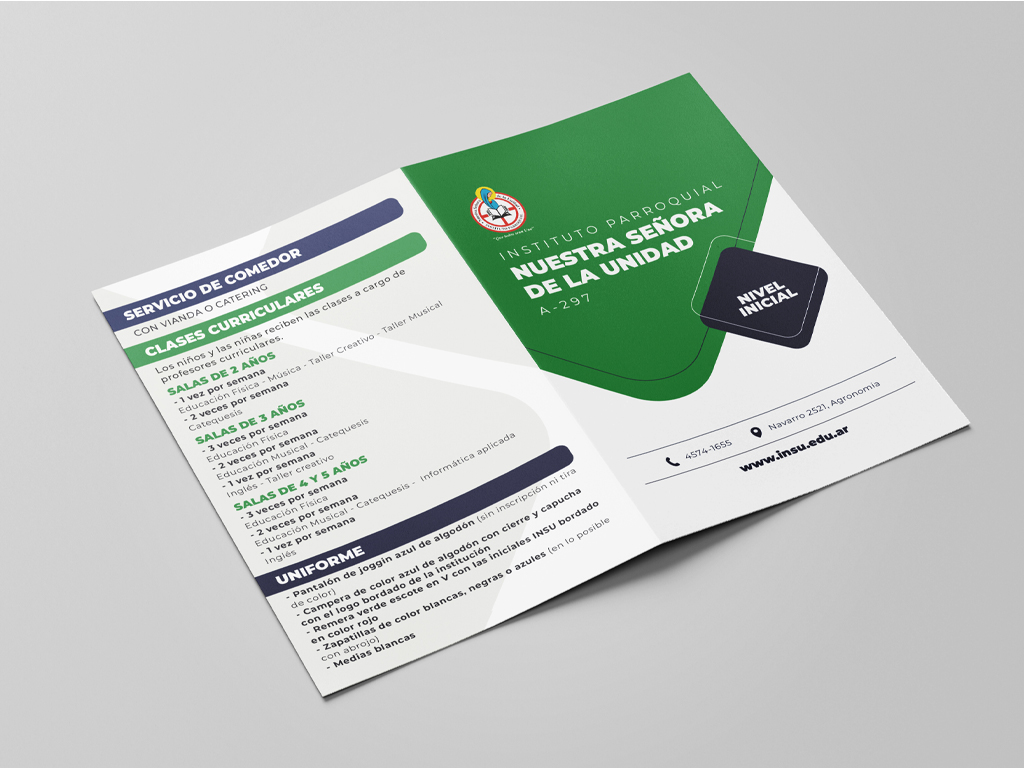 SERVICIO DE COMEDOR
CON VIANDA O CATERING
CLASES CURRICULARES
Los niños y las niñas reciben las clases a cargo de
profesores curriculares.
SALAS DE 2 AÑOS
- 1 vez por semana
Educación Física - Música - Taller Creativo - Taller Musical
- 2 veces por semana
Catequesis
SALAS DE 3 AÑOS
- 3 veces por semana
Educación Física
- 2 veces por semana
Educación Musical - Catequesis
- 1 vez por semana
Inglés - Taller creativo
SALAS DE 4 Y 5 AÑOS
- 3 veces por semana
Educación Física
- 2 veces por semana
Educación Musical - Catequesis - Informática aplicada
- 1 vez por semana
Inglés
UNIFORME
- Pantalón de joggin azul de algodón (sin inscripción ni tira
de color)
- Campera de color azul de algodón con cierre y capucha
con el logo bordado de la institución
- Remera verde escote en V con las iniciales INSU bordado
en color rojo
- Zapatillas de color blancas, negras o azules (en lo posible
con abrojo)
- Medias blancas
"Que todos sean Uno"
INSTITUTO PARROQUIAL
NUESTRA SEÑORA
DE LA UNIDAD
A-297
NIVEL
INICIAL
4574-1655
Navarro 2521, Agronomia
www.insu.edu.ar